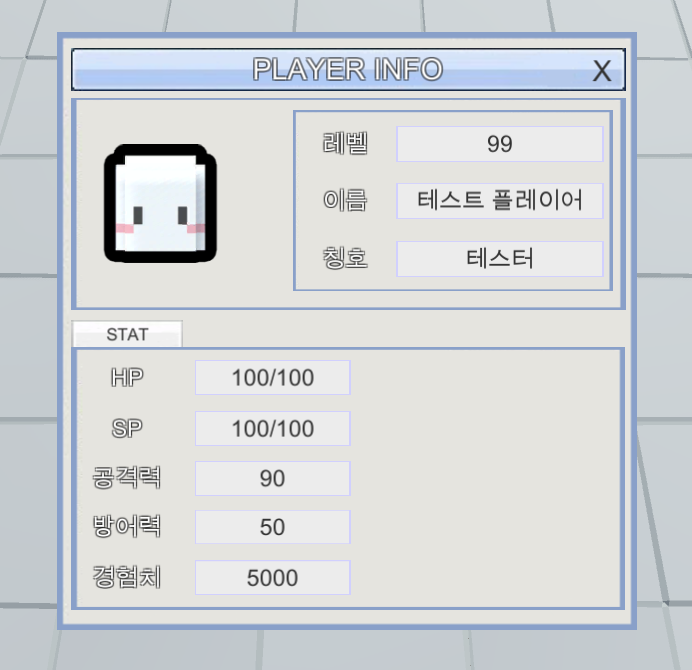 PLAYER INFO X
레벨 99
이름 테스트 플레이어
칭호 테스터
STAT
HP 100/100
SP 100/100
공격력 90
방어력 50
경험치 5000